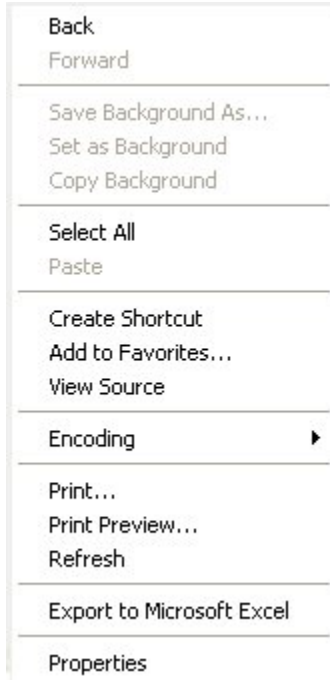 Back
Forward
Save Background As...
Set as Background
Copy Background
Select All
Paste
Create Shortcut
Add to Favorites...
View Source
Encoding
Print...
Print Preview...
Refresh
Export to Microsoft Excel
Properties